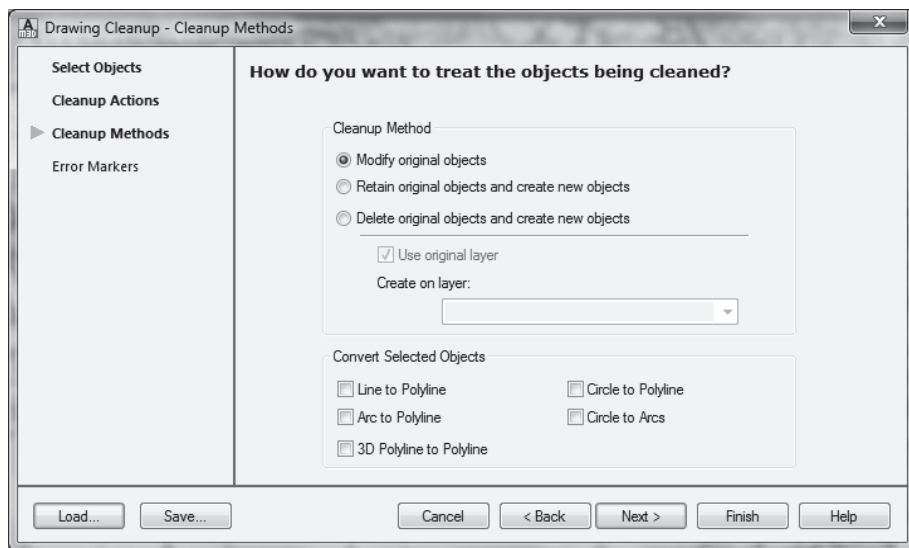 A
M3D
Drawing Cleanup - Cleanup Methods
X
Select Objects
Cleanup Actions
Cleanup Methods
Error Markers
How do you want to treat the objects being cleaned?
Cleanup Method
Modify original objects
Retain original objects and create new objects
Delete original objects and create new objects
Use original layer
Create on layer:
Convert Selected Objects
Line to Polyline
Circle to Polyline
Arc to Polyline
Circle to Arcs
3D Polyline to Polyline
Load...
Save...
Cancel
< Back
Next >
Finish
Help